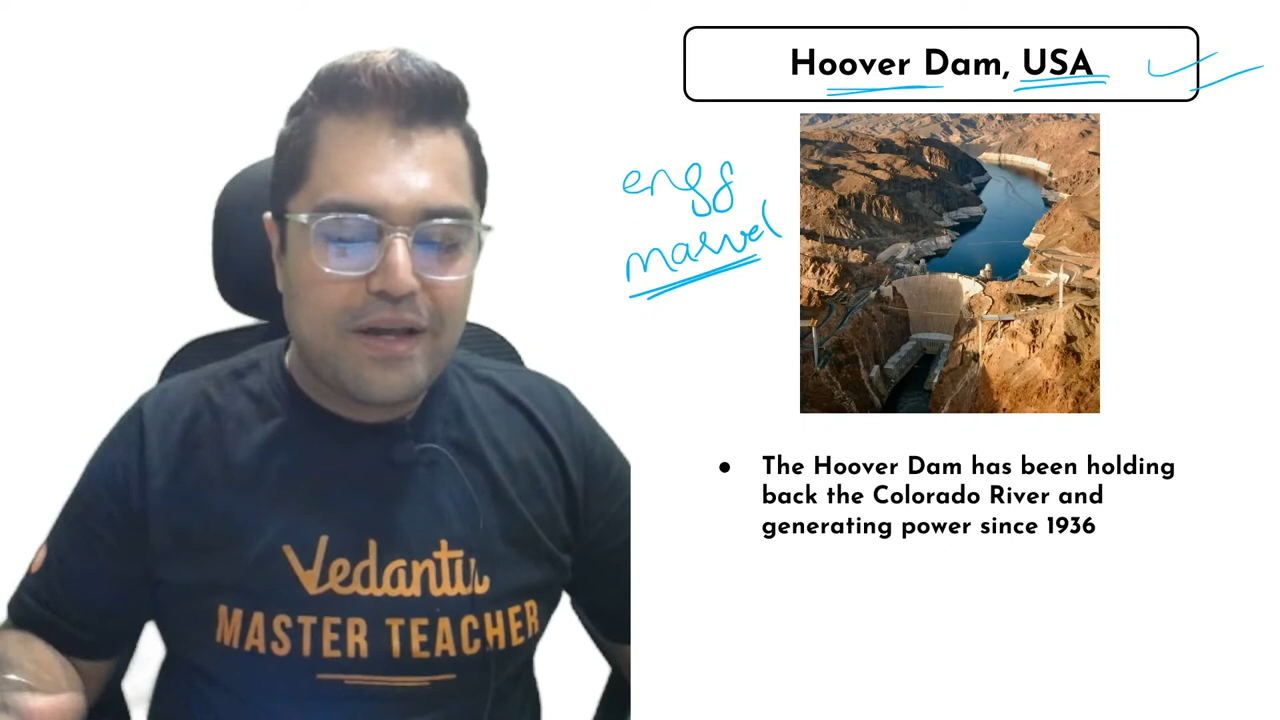 Hoover Dam, USA
engg
marvel
● The Hoover Dam has been holding
back the Colorado River and
generating power since 1936
Vedantu
MASTER TEACHER